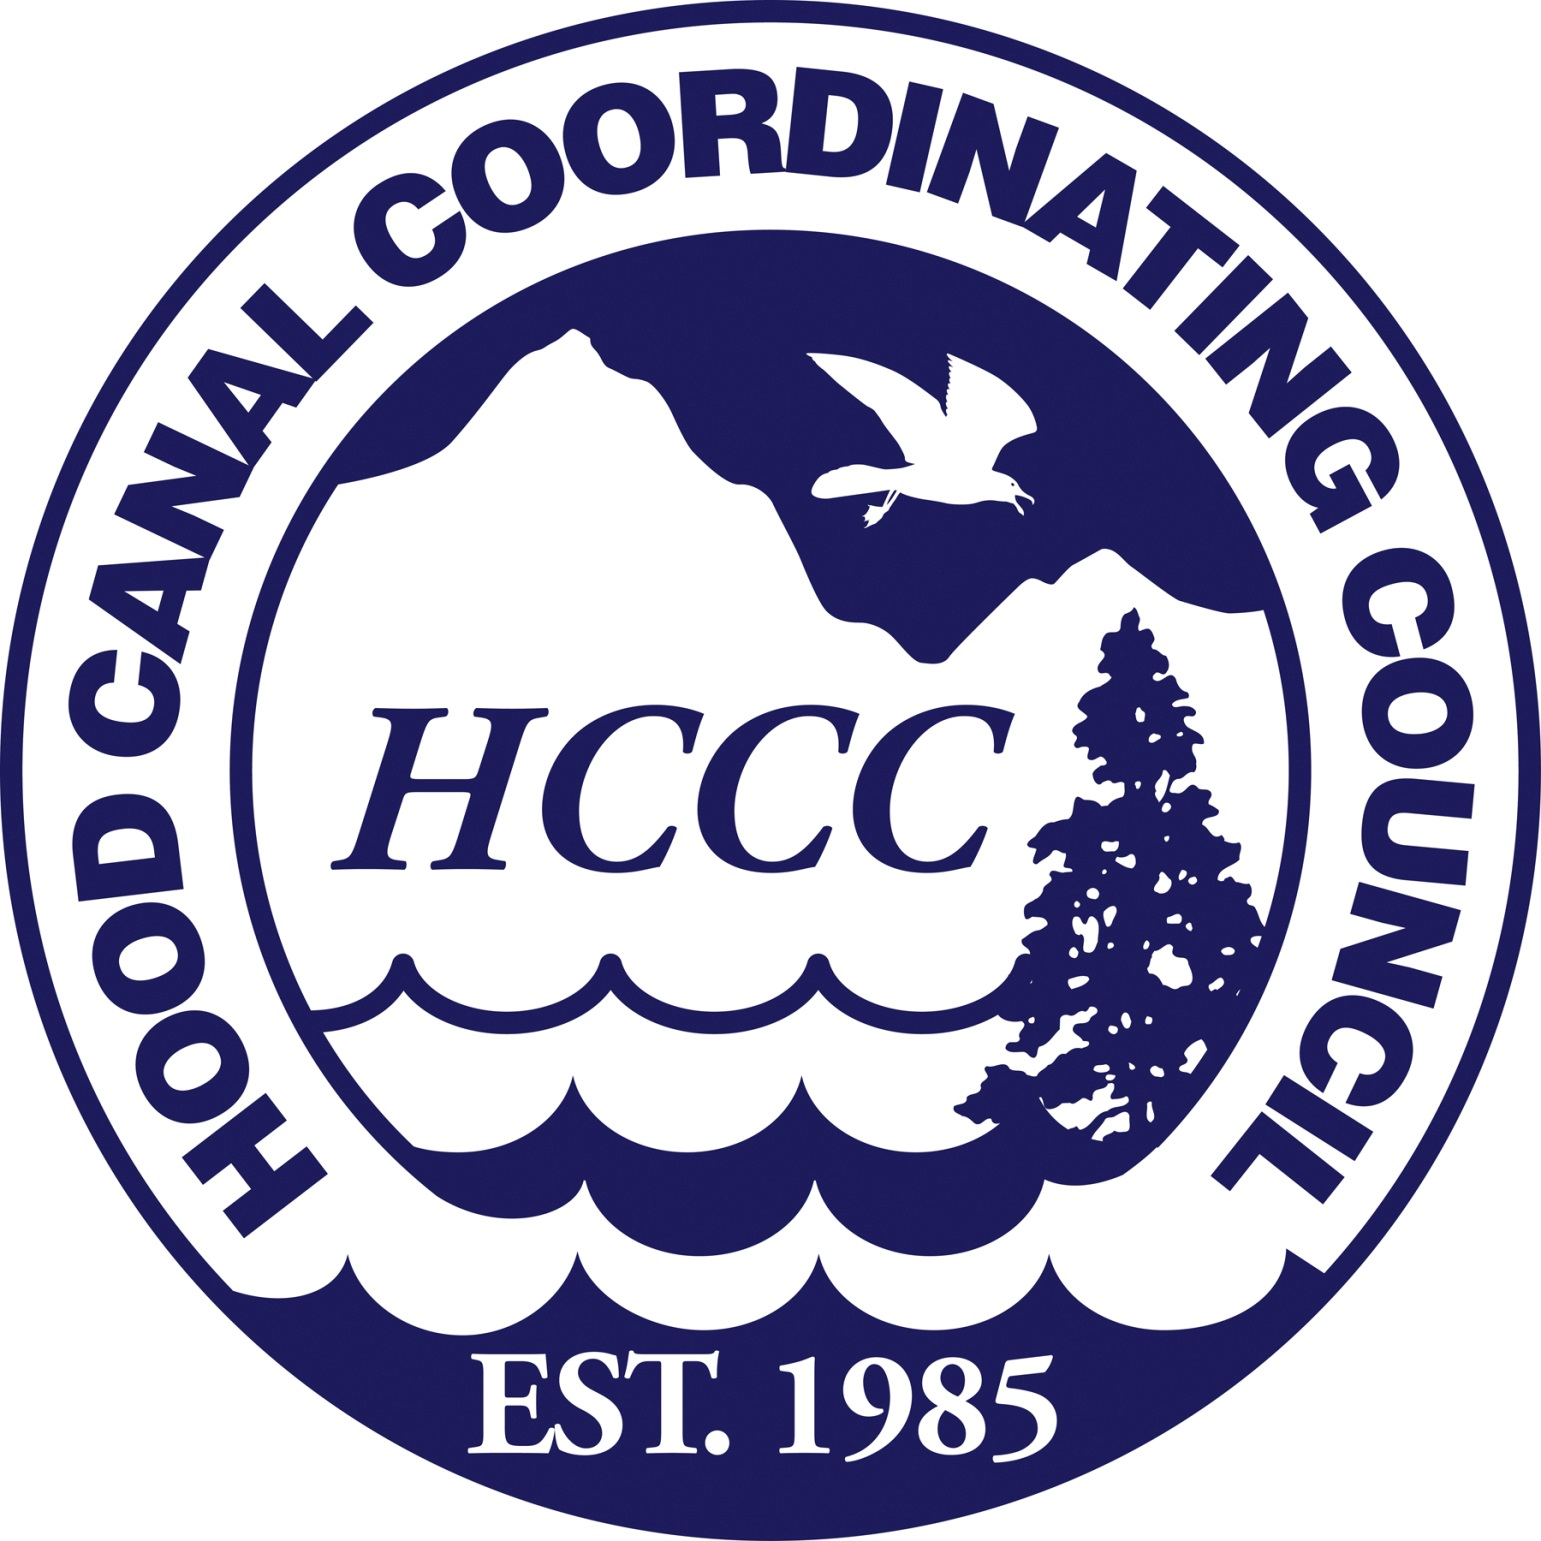 HOOD CANAL COORDINATING COUNCIL
HCCC
EST. 1985